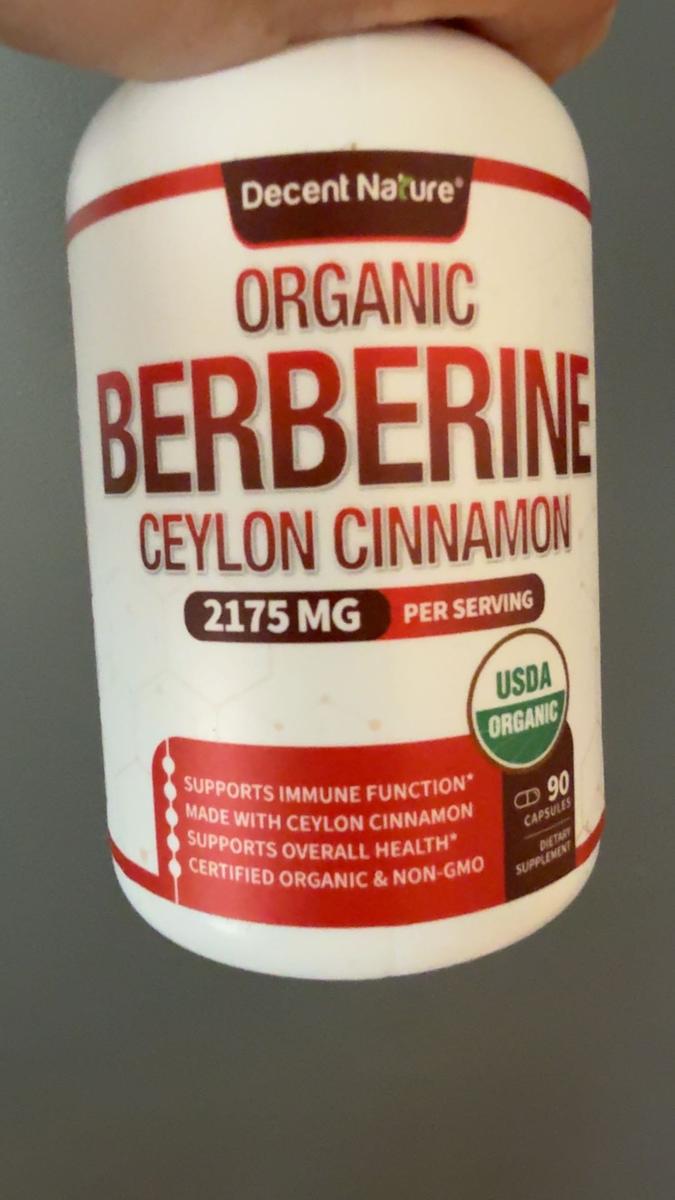 Decent Nature®
ORGANIC
BERBERINE
CEYLON CINNAMON
2175 MG PER SERVING
USDA
ORGANIC
SUPPORTS IMMUNE FUNCTION*
MADE WITH CEYLON CINNAMON
SUPPORTS OVERALL HEALTH*
CERTIFIED ORGANIC & NON-GMO
90
CAPSULES
DIETARY
SUPPLEMENT